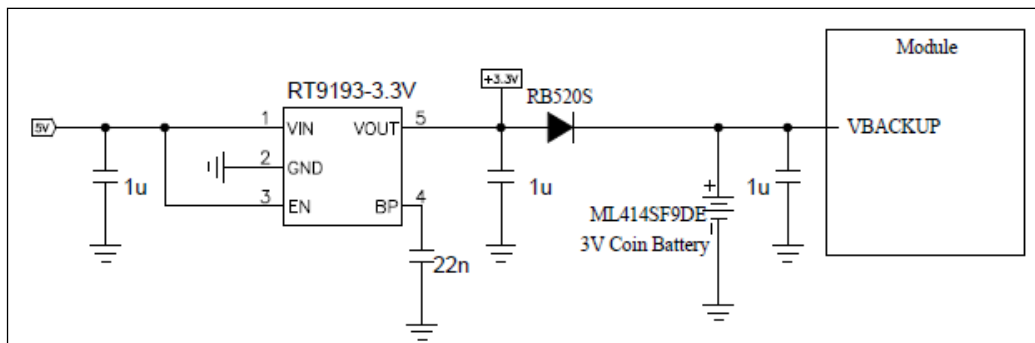 Module
+3.3V
RT9193-3.3V
RB520S
5V
1
VIN
VOUT
5
VBACKUP
2
GND
1u
1u
1u
3
EN
BP
4
ML414SF9DE
3V Coin Battery
22n
+